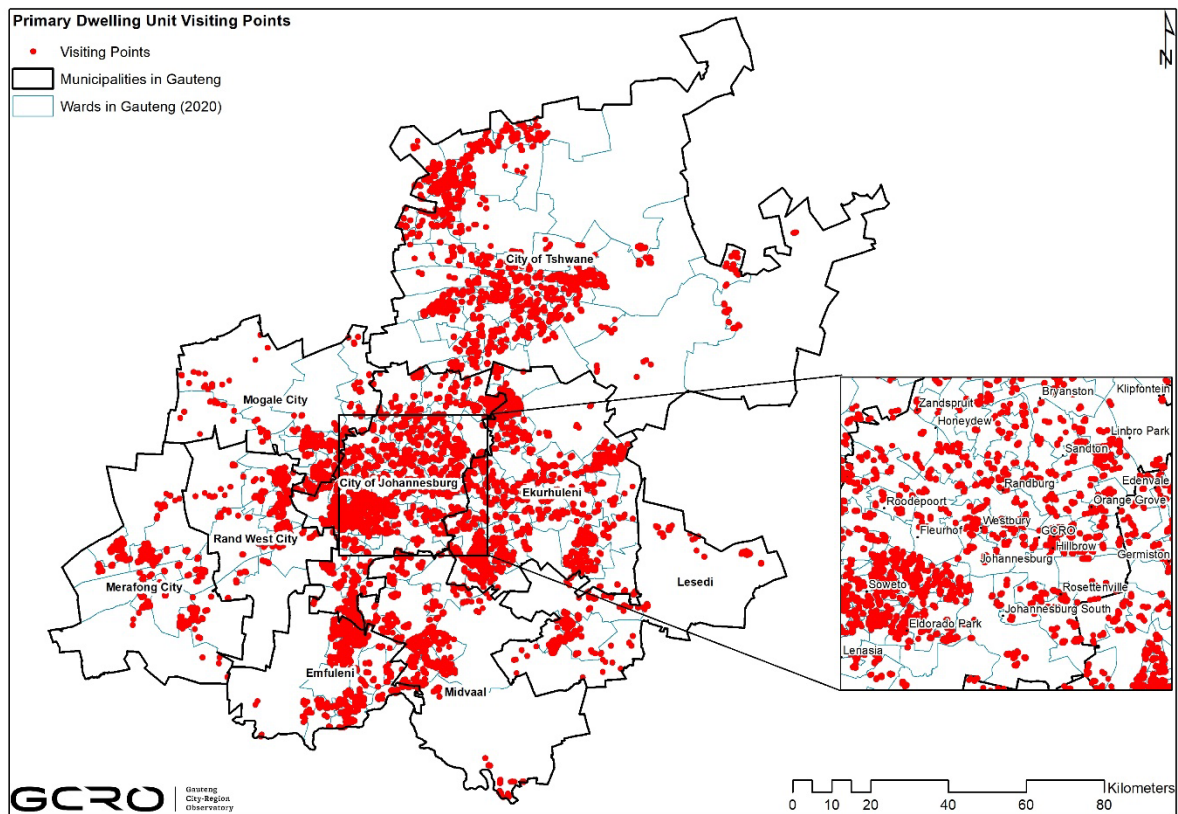 Primary Dwelling Unit Visiting Points
Visiting Points
Municipalities in Gauteng
Wards in Gauteng (2020)
N
City of Tshwane
Mogale City
City of Johannesburg
Ekurhuleni
Rand West City
Merafong City
Lesedi
Emfuleni
Midvaal
Bryanston
Klipfontein
Zandspruit
Honeydew
Linbro Park
Sandton
Randburg
Edenvale
Roodepoort
Orange Grove
Westbury
Fleurhof
GCRO
Hillbrow
Johannesburg
Germiston
Soweto
Rosettenville
Johannesburg South
Eldorado Park
Lenasia
GCRO
Gauteng
City-Region
Observatory
Kilometers
0 10 20 40 60 80